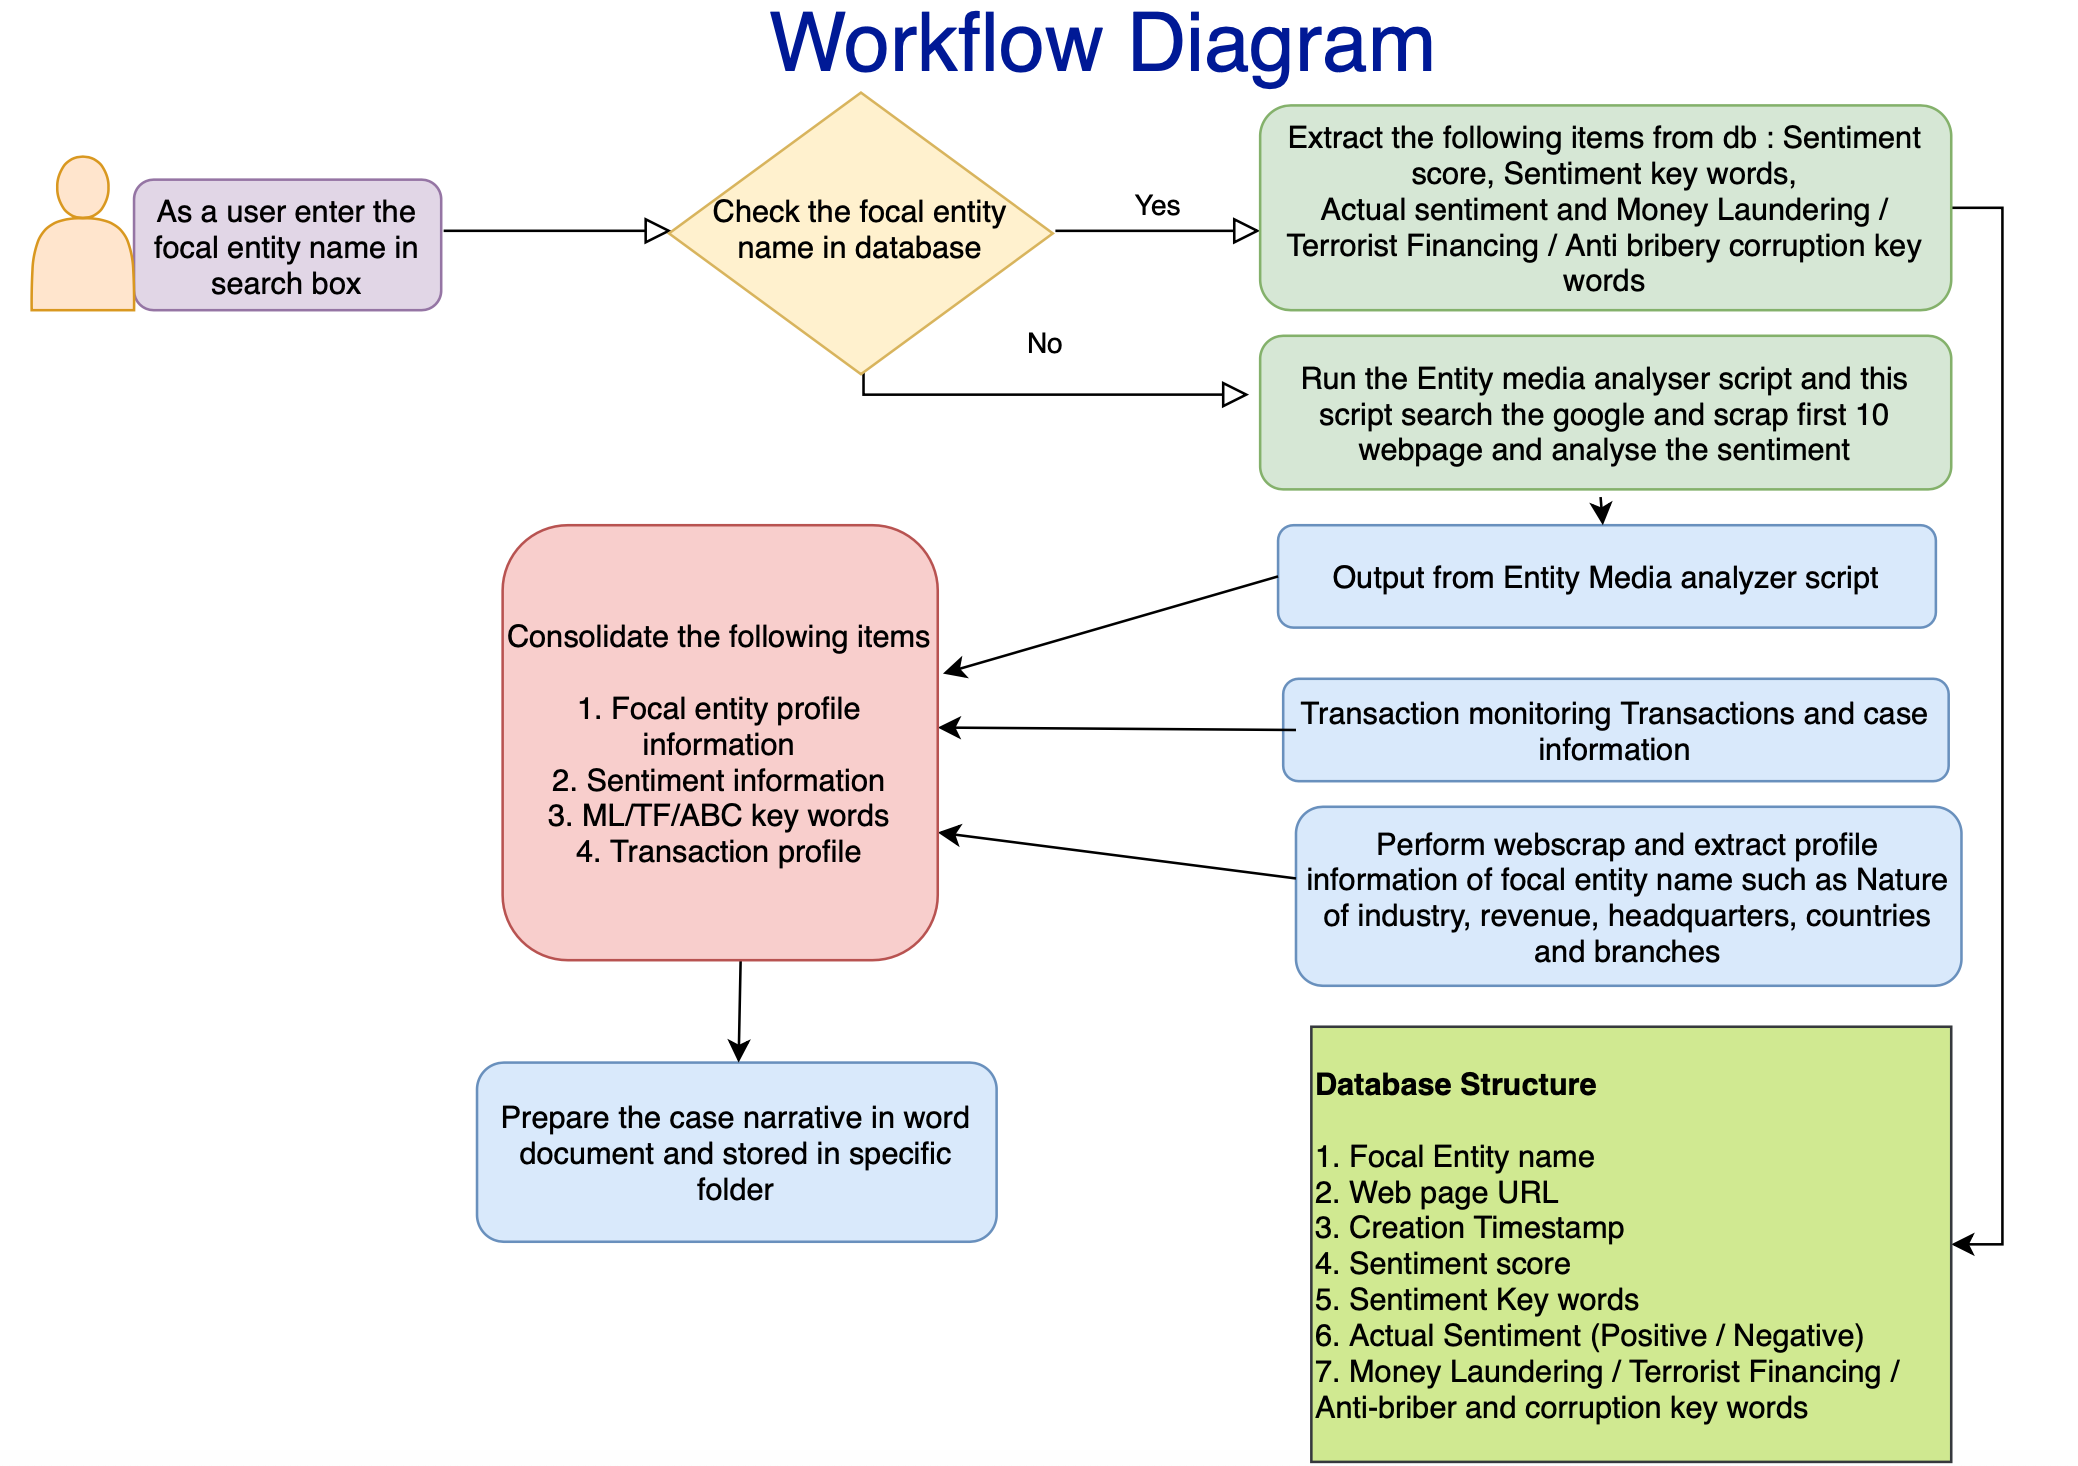 Workflow Diagram
As a user enter the
focal entity name in
search box
Check the focal entity
name in database
Yes
No
Extract the following items from db : Sentiment
score, Sentiment key words,
Actual sentiment and Money Laundering /
Terrorist Financing / Anti bribery corruption key
words
Run the Entity media analyser script and this
script search the google and scrap first 10
webpage and analyse the sentiment
Output from Entity Media analyzer script
Transaction monitoring Transactions and case
information
Perform webscrap and extract profile
information of focal entity name such as Nature
of industry, revenue, headquarters, countries
and branches
Consolidate the following items
1. Focal entity profile
information
2. Sentiment information
3. ML/TF/ABC key words
4. Transaction profile
Prepare the case narrative in word
document and stored in specific
folder
Database Structure
1. Focal Entity name
2. Web page URL
3. Creation Timestamp
4. Sentiment score
5. Sentiment Key words
6. Actual Sentiment (Positive / Negative)
7. Money Laundering / Terrorist Financing /
Anti-briber and corruption key words